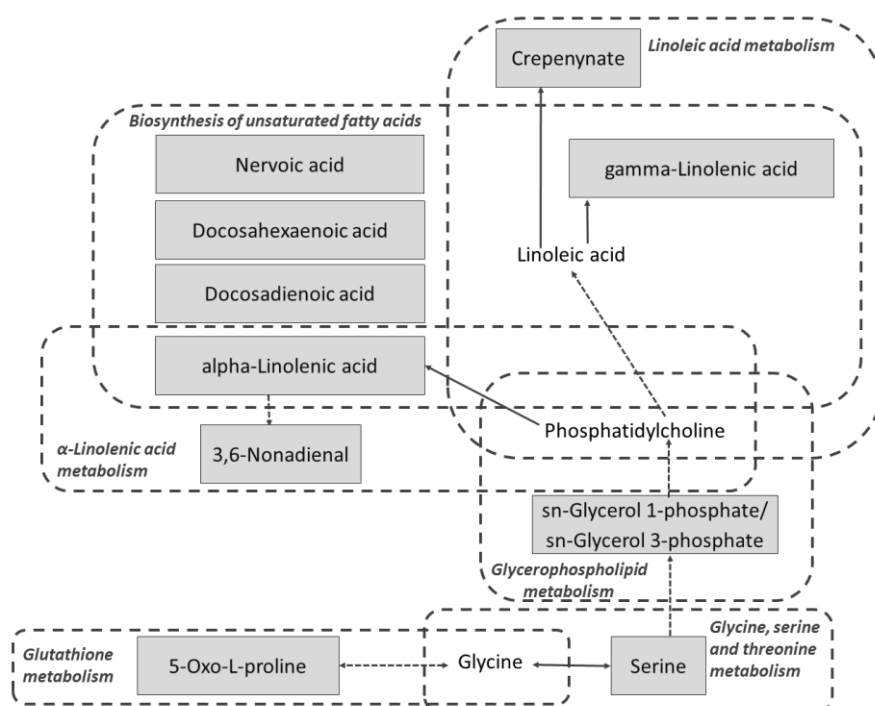 Linoleic acid metabolism
Crepenynate
Biosynthesis of unsaturated fatty acids
Nervoic acid
gamma-Linolenic acid
Docosahexaenoic acid
Linoleic acid
Docosadienoic acid
alpha-Linolenic acid
Phosphatidylcholine
α-Linolenic acid
metabolism
3,6-Nonadienal
sn-Glycerol 1-phosphate/
sn-Glycerol 3-phosphate
Glycerophospholipid
metabolism
Glycine, serine
and threonine
metabolism
Glutathione
metabolism
5-Oxo-L-proline
Glycine
Serine